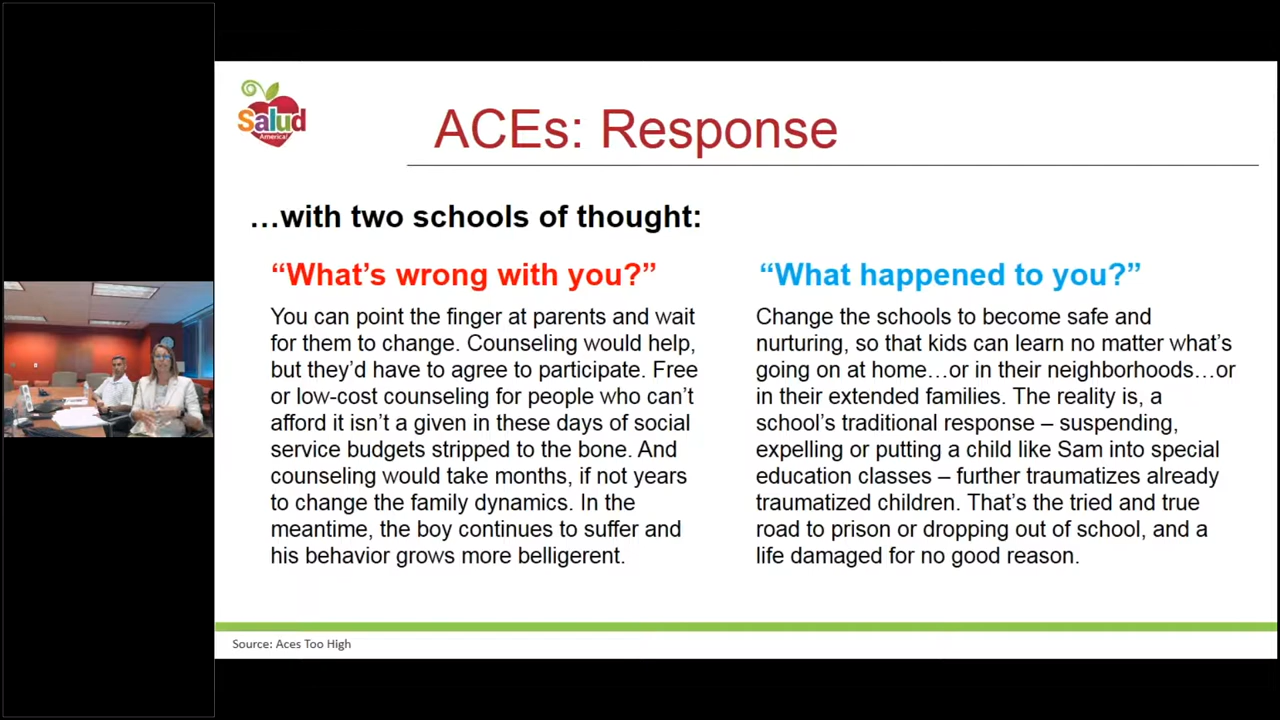 Salud
America!
ACEs: Response
…with two schools of thought:
“What’s wrong with you?”
You can point the finger at parents and wait
for them to change. Counseling would help,
but they’d have to agree to participate. Free
or low-cost counseling for people who can’t
afford it isn’t a given in these days of social
service budgets stripped to the bone. And
counseling would take months, if not years
to change the family dynamics. In the
meantime, the boy continues to suffer and
his behavior grows more belligerent.
“What happened to you?”
Change the schools to become safe and
nurturing, so that kids can learn no matter what’s
going on at home…or in their neighborhoods…or
in their extended families. The reality is, a
school’s traditional response – suspending,
expelling or putting a child like Sam into special
education classes – further traumatizes already
traumatized children. That’s the tried and true
road to prison or dropping out of school, and a
life damaged for no good reason.
Source: Aces Too High